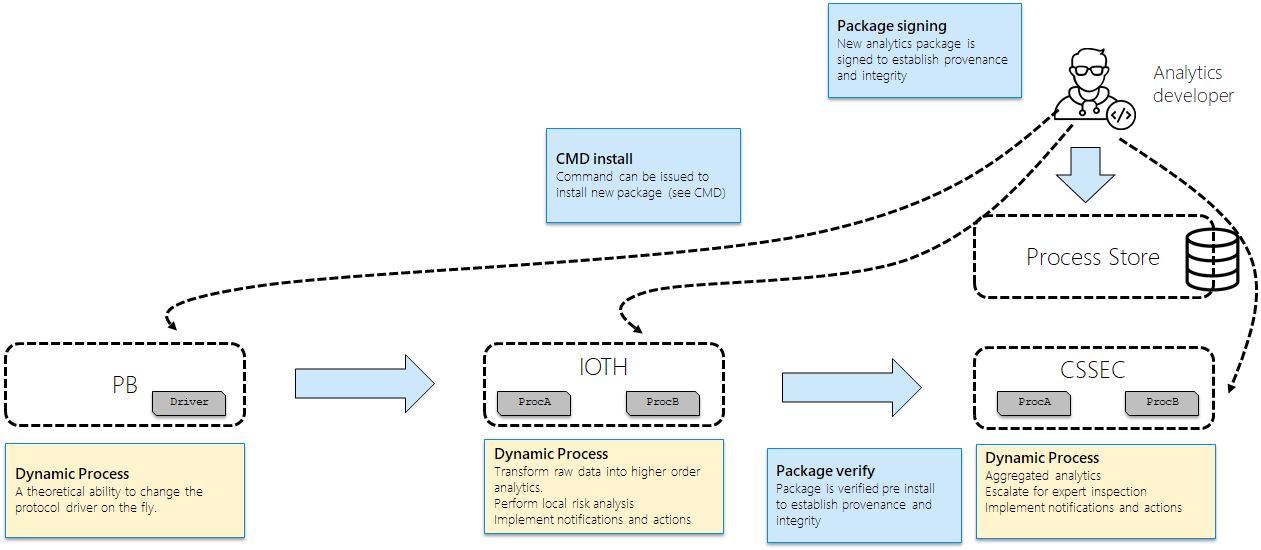 Package signing
New analytics package is
signed to establish provenance
and integrity
Analytics
developer
</>
CMD install
Command can be issued to
install new package (see CMD)
Process Store
PB
Driver
IOTH
ProcA
ProcB
CSSEC
ProcA
ProcB
Dynamic Process
A theoretical ability to change the
protocol driver on the fly.
Dynamic Process
Transform raw data into higher order
analytics.
Perform local risk analysis
Implement notifications and actions
Package verify
Package is verified pre install
to establish provenance and
integrity
Dynamic Process
Aggregated analytics
Escalate for expert inspection
Implement notifications and actions